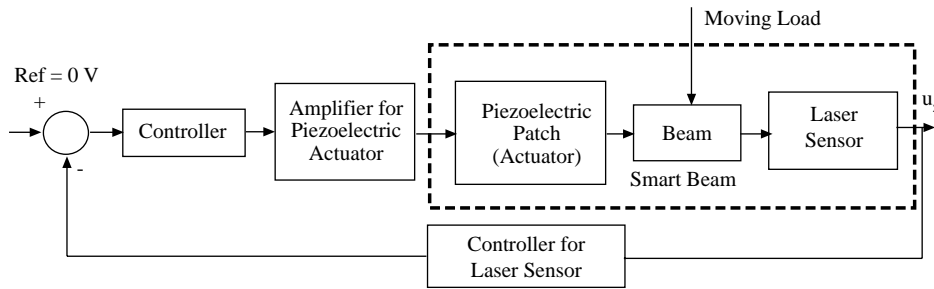 Moving Load
Ref = 0 V
+
Controller
Amplifier for
Piezoelectric
Actuator
Piezoelectric
Patch
(Actuator)
Beam
Laser
Sensor
Smart Beam
-
Controller for
Laser Sensor